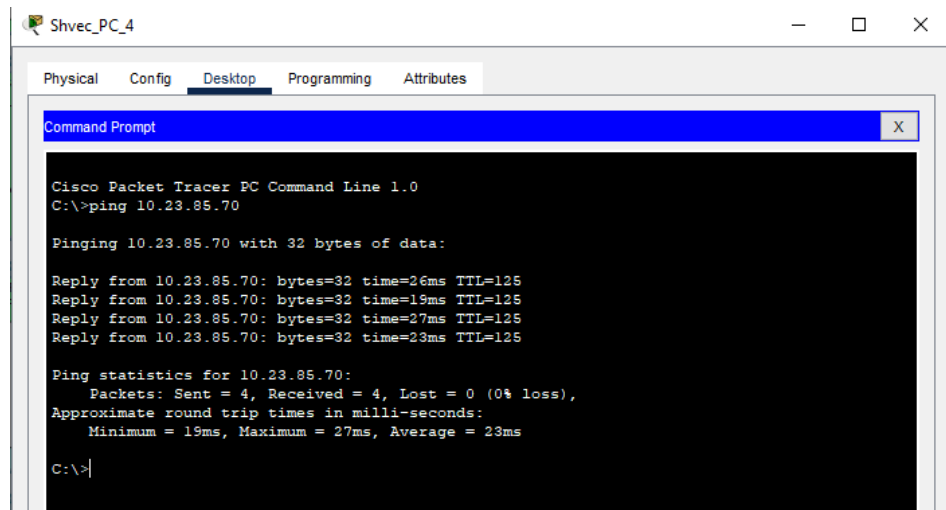 Shvec_PC_4
Physical Config Desktop Programming Attributes
Command Prompt X
Cisco Packet Tracer PC Command Line 1.0
C:\>ping 10.23.85.70
Pinging 10.23.85.70 with 32 bytes of data:
Reply from 10.23.85.70: bytes=32 time=26ms TTL=125
Reply from 10.23.85.70: bytes=32 time=19ms TTL=125
Reply from 10.23.85.70: bytes=32 time=27ms TTL=125
Reply from 10.23.85.70: bytes=32 time=23ms TTL=125
Ping statistics for 10.23.85.70:
    Packets: Sent = 4, Received = 4, Lost = 0 (0% loss),
Approximate round trip times in milli-seconds:
    Minimum = 19ms, Maximum = 27ms, Average = 23ms
C:\>